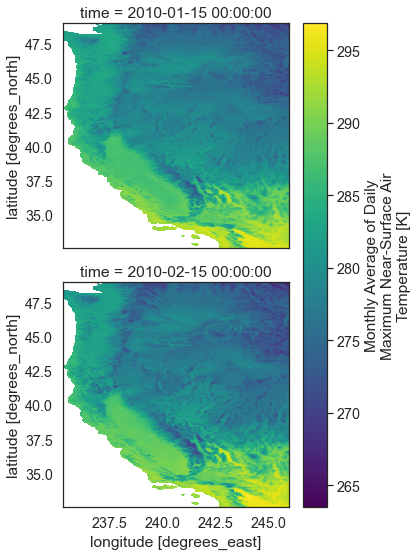 time = 2010-01-15 00:00:00
47.5
45.0
42.5
40.0
37.5
35.0
latitude [degrees_north]
time = 2010-02-15 00:00:00
47.5
45.0
42.5
40.0
37.5
35.0
latitude [degrees_north]
237.5 240.0 242.5 245.0
longitude [degrees_east]
295
290
285
280
275
270
265
Monthly Average of Daily
Maximum Near-Surface Air
Temperature [K]